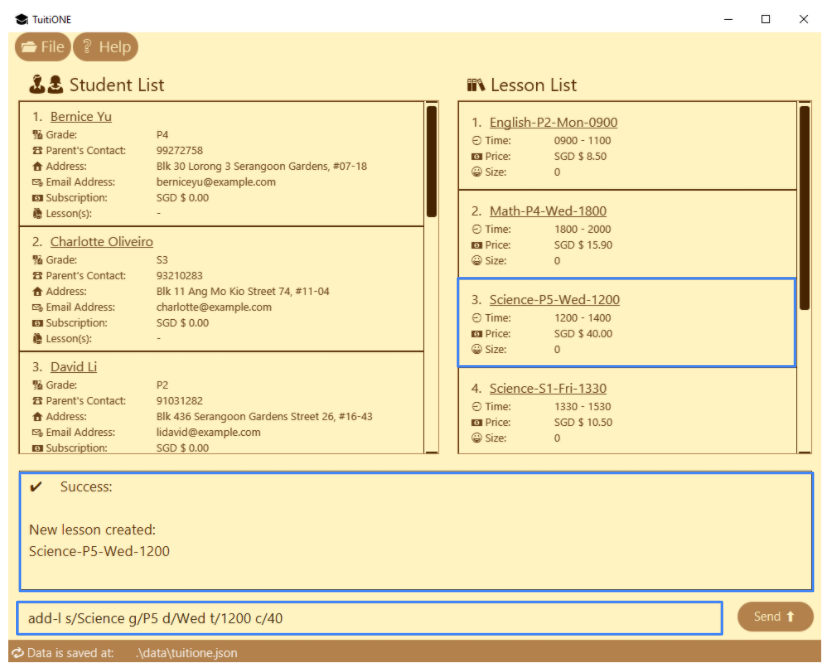 TuitiONE
File Help
Student List
1. Bernice Yu
Grade: P4
Parent's Contact: 99272758
Address: Blk 30 Lorong 3 Serangoon Gardens, #07-18
Email Address: berniceyu@example.com
Subscription: SGD $ 0.00
Lesson(s): -
2. Charlotte Oliveiro
Grade: S3
Parent's Contact: 93210283
Address: Blk 11 Ang Mo Kio Street 74, #11-04
Email Address: charlotte@example.com
Subscription: SGD $ 0.00
Lesson(s): -
3. David Li
Grade: P2
Parent's Contact: 91031282
Address: Blk 436 Serangoon Gardens Street 26, #16-43
Email Address: lidavid@example.com
Subscription: SGD $ 0.00
Lesson List
1. English-P2-Mon-0900
Time: 0900 - 1100
Price: SGD $ 8.50
Size: 0
2. Math-P4-Wed-1800
Time: 1800 - 2000
Price: SGD $ 15.90
Size: 0
3. Science-P5-Wed-1200
Time: 1200 - 1400
Price: SGD $ 40.00
Size: 0
4. Science-S1-Fri-1330
Time: 1330 - 1530
Price: SGD $ 10.50
Size: 0
✔ Success:
New lesson created:
Science-P5-Wed-1200
add-l s/Science g/P5 d/Wed t/1200 c/40
Send
Data is saved at: .\data\tuitione.json